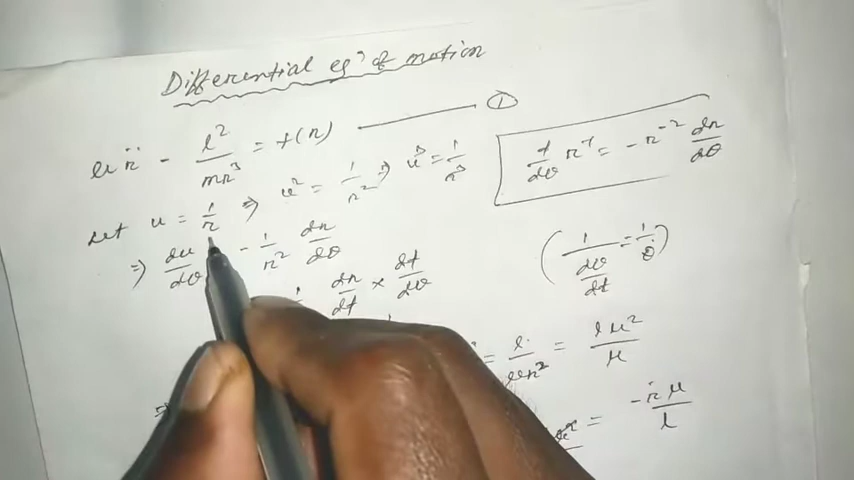 Differential eqⁿ of motion
μr̈ - l²/mr³ = f(r) ——— ①
Let u = 1/r ⇒ u² = 1/r² ⇒ u³ = 1/r³
d/dθ r⁻¹ = -r⁻² dr/dθ
⇒ du/dθ - 1/r² dr/dθ
dr/dt × dt/dθ
(1/(dθ/dt) = 1/θ̇)
= l/μr² = lu²/μ
= -ṙμ/l